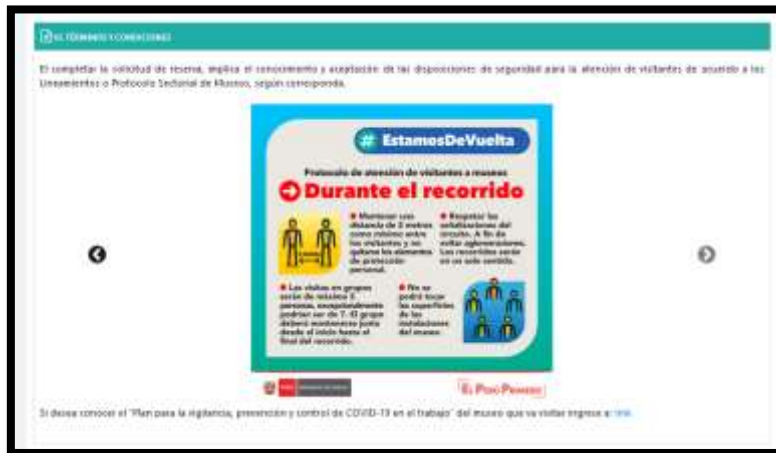 TÉRMINOS Y CONDICIONES
El completar la solicitud de reserva, implica el conocimiento y aceptación de las disposiciones de seguridad para la atención de visitantes de acuerdo a los
Lineamientos o Protocolo Sectorial de Museos, según corresponda.
# EstamosDeVuelta
Protocolo de atención de visitantes a museos
Durante el recorrido
Mantener una
distancia de 2 metros
como mínimo entre
los visitantes y no
quitarse los elementos
de protección
personal.
Respetar las
señalizaciones del
circuito. A fin de
evitar aglomeraciones.
Los recorridos serán
en un solo sentido.
Las visitas en grupos
serán de máximo 5
personas, excepcionalmente
podrían ser de 7. El grupo
deberá mantenerse junto
desde el inicio hasta el
final del recorrido.
No se
podrá tocar
las superficies
de las
instalaciones
del museo.
EL PERÚ PRIMERO
Si desea conocer el "Plan para la vigilancia, prevención y control de COVID-19 en el trabajo" del museo que va visitar ingrese a: link